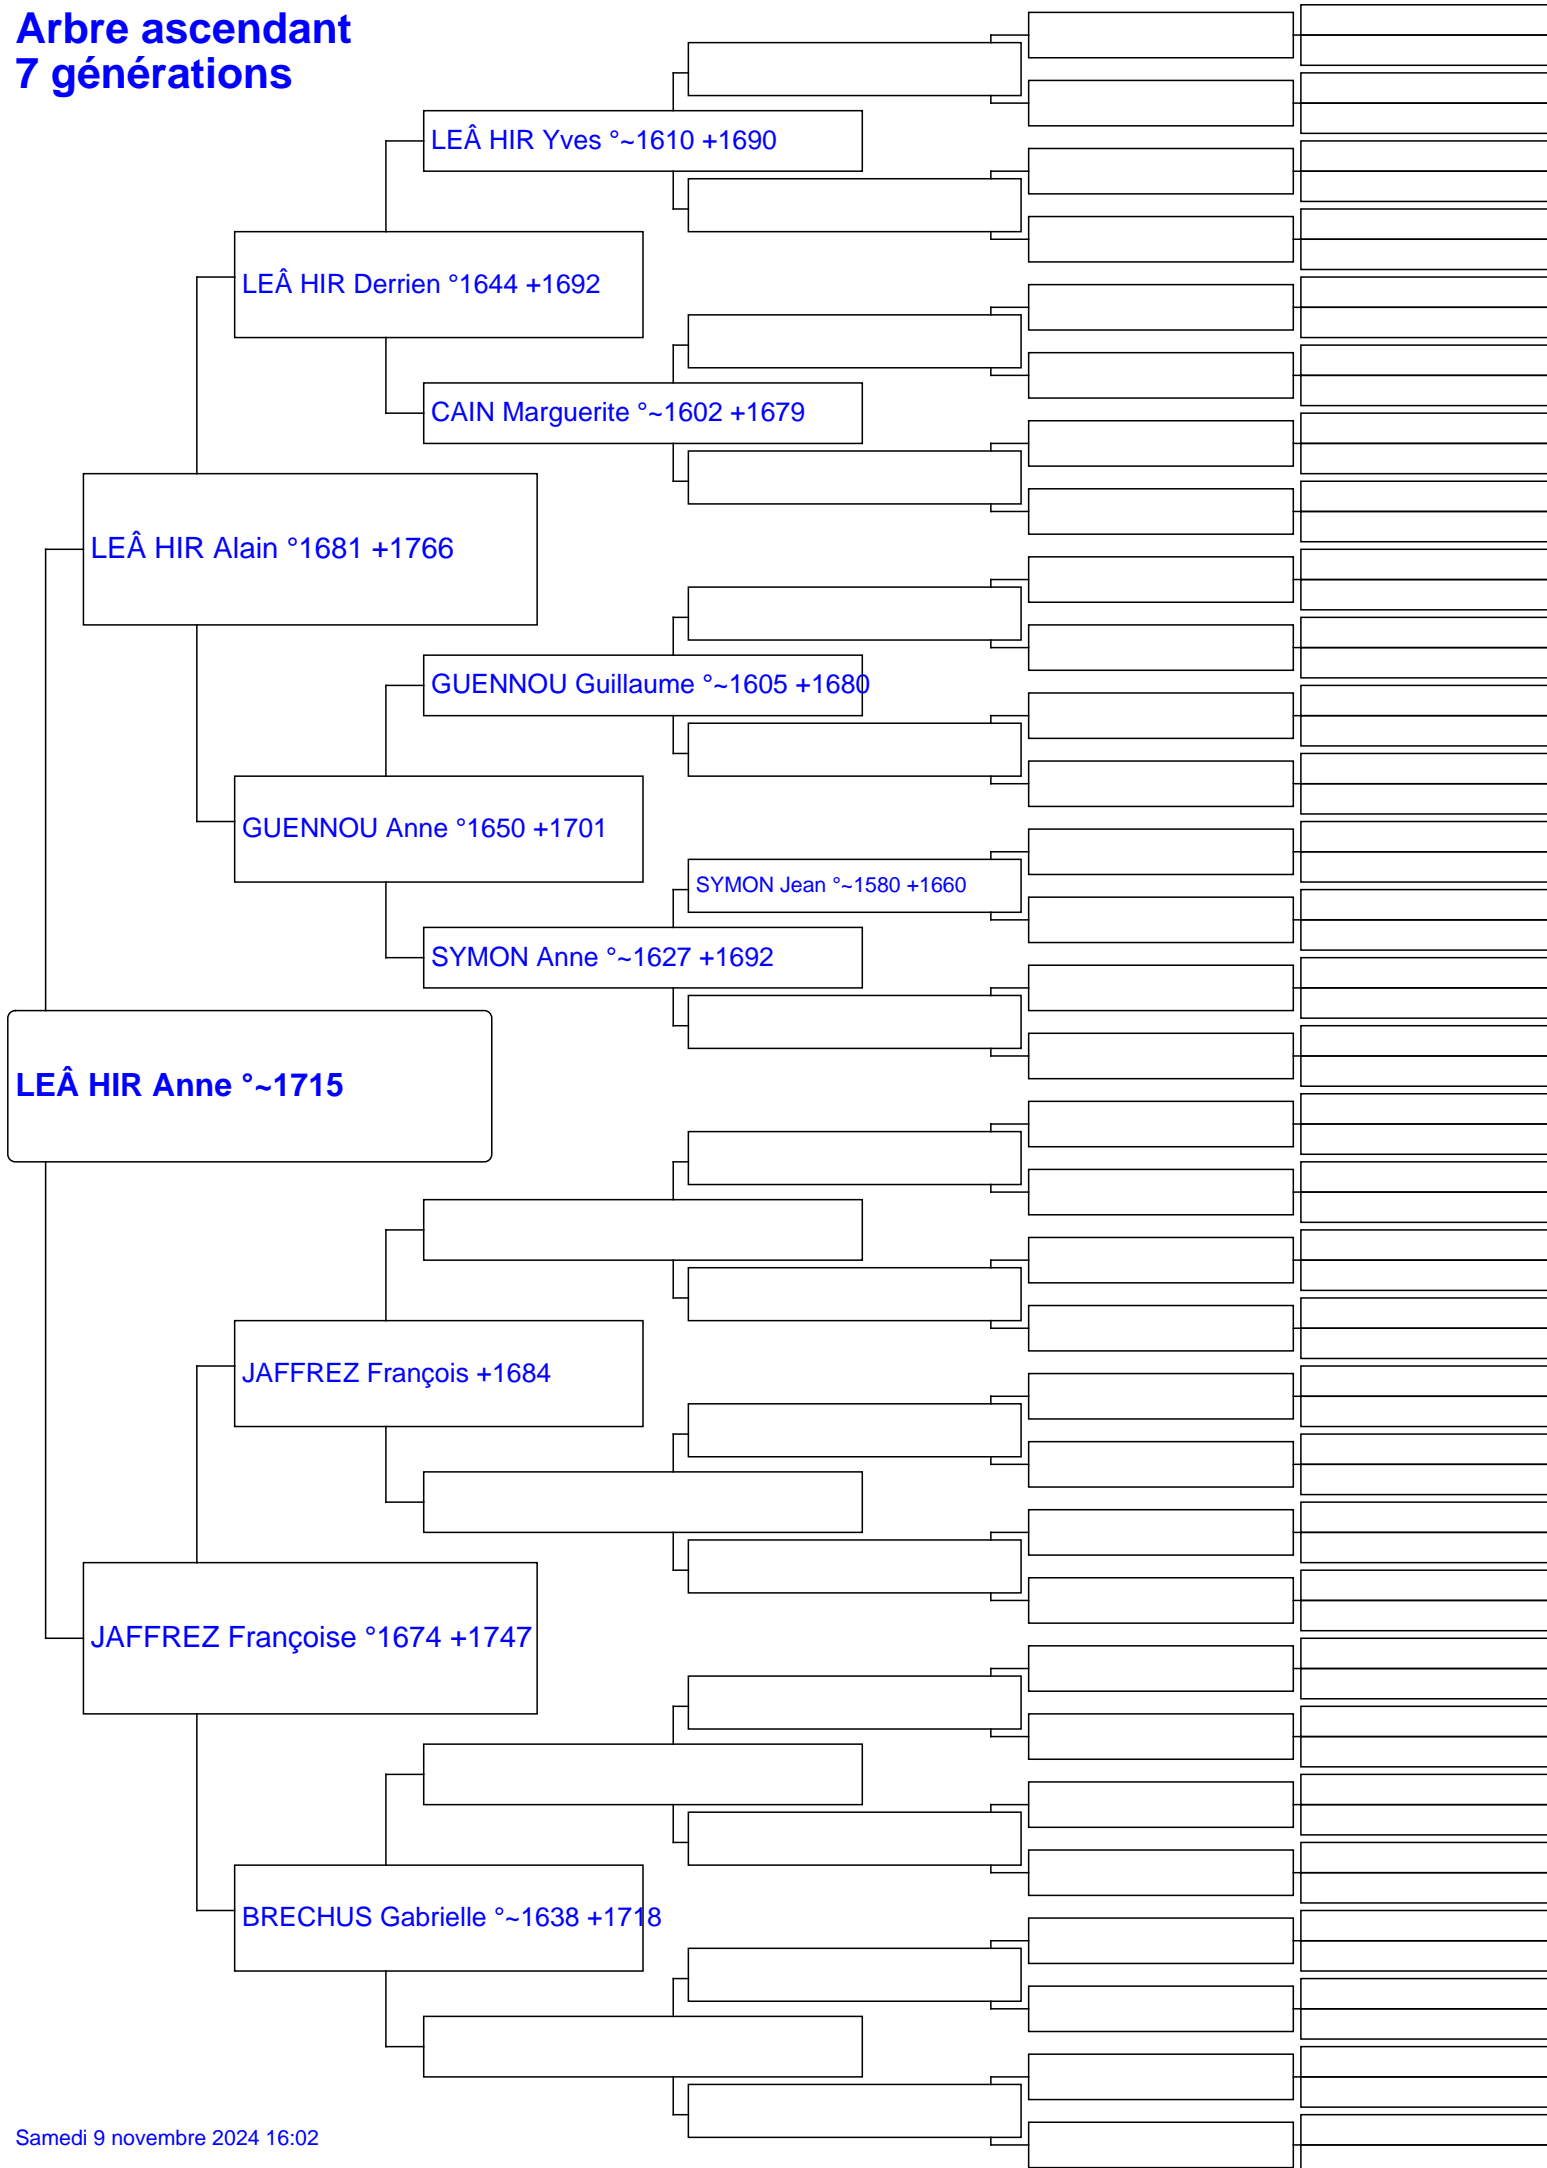 Arbre ascendant
7 générations
LEÂ HIR Yves °~1610 +1690
LEÂ HIR Derrien °1644 +1692
CAIN Marguerite °~1602 +1679
LEÂ HIR Alain °1681 +1766
GUENNOU Guillaume °~1605 +1680
GUENNOU Anne °1650 +1701
SYMON Jean °~1580 +1660
SYMON Anne °~1627 +1692
LEÂ HIR Anne °~1715
JAFFREZ François +1684
JAFFREZ Françoise °1674 +1747
BRECHUS Gabrielle °~1638 +1718
Samedi 9 novembre 2024 16:02